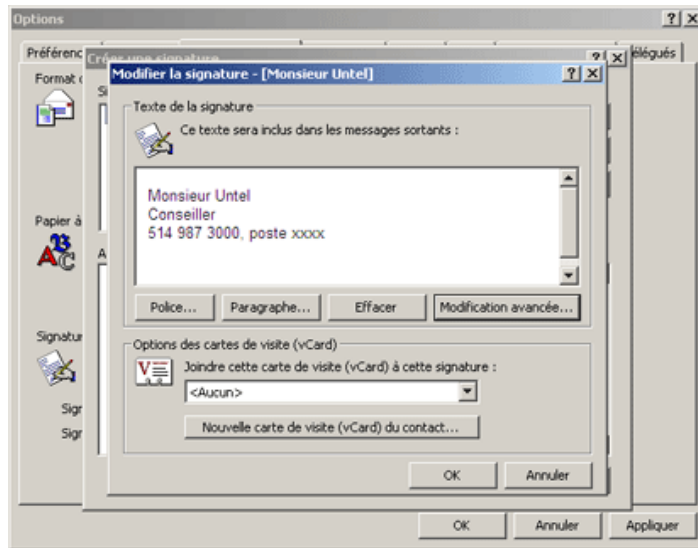 Options
Préférenc
élégués
Créer une signature
Modifier la signature - [Monsieur Untel]
Format
Texte de la signature
Ce texte sera inclus dans les messages sortants :
Monsieur Untel
Conseiller
514 987 3000, poste xxxx
Papier à
Police...
Paragraphe...
Effacer
Modification avancée...
Signatur
Options des cartes de visite (vCard)
Joindre cette carte de visite (vCard) à cette signature :
<Aucun>
Sigr
Nouvelle carte de visite (vCard) du contact...
Sigr
OK
Annuler
OK
Annuler
Appliquer